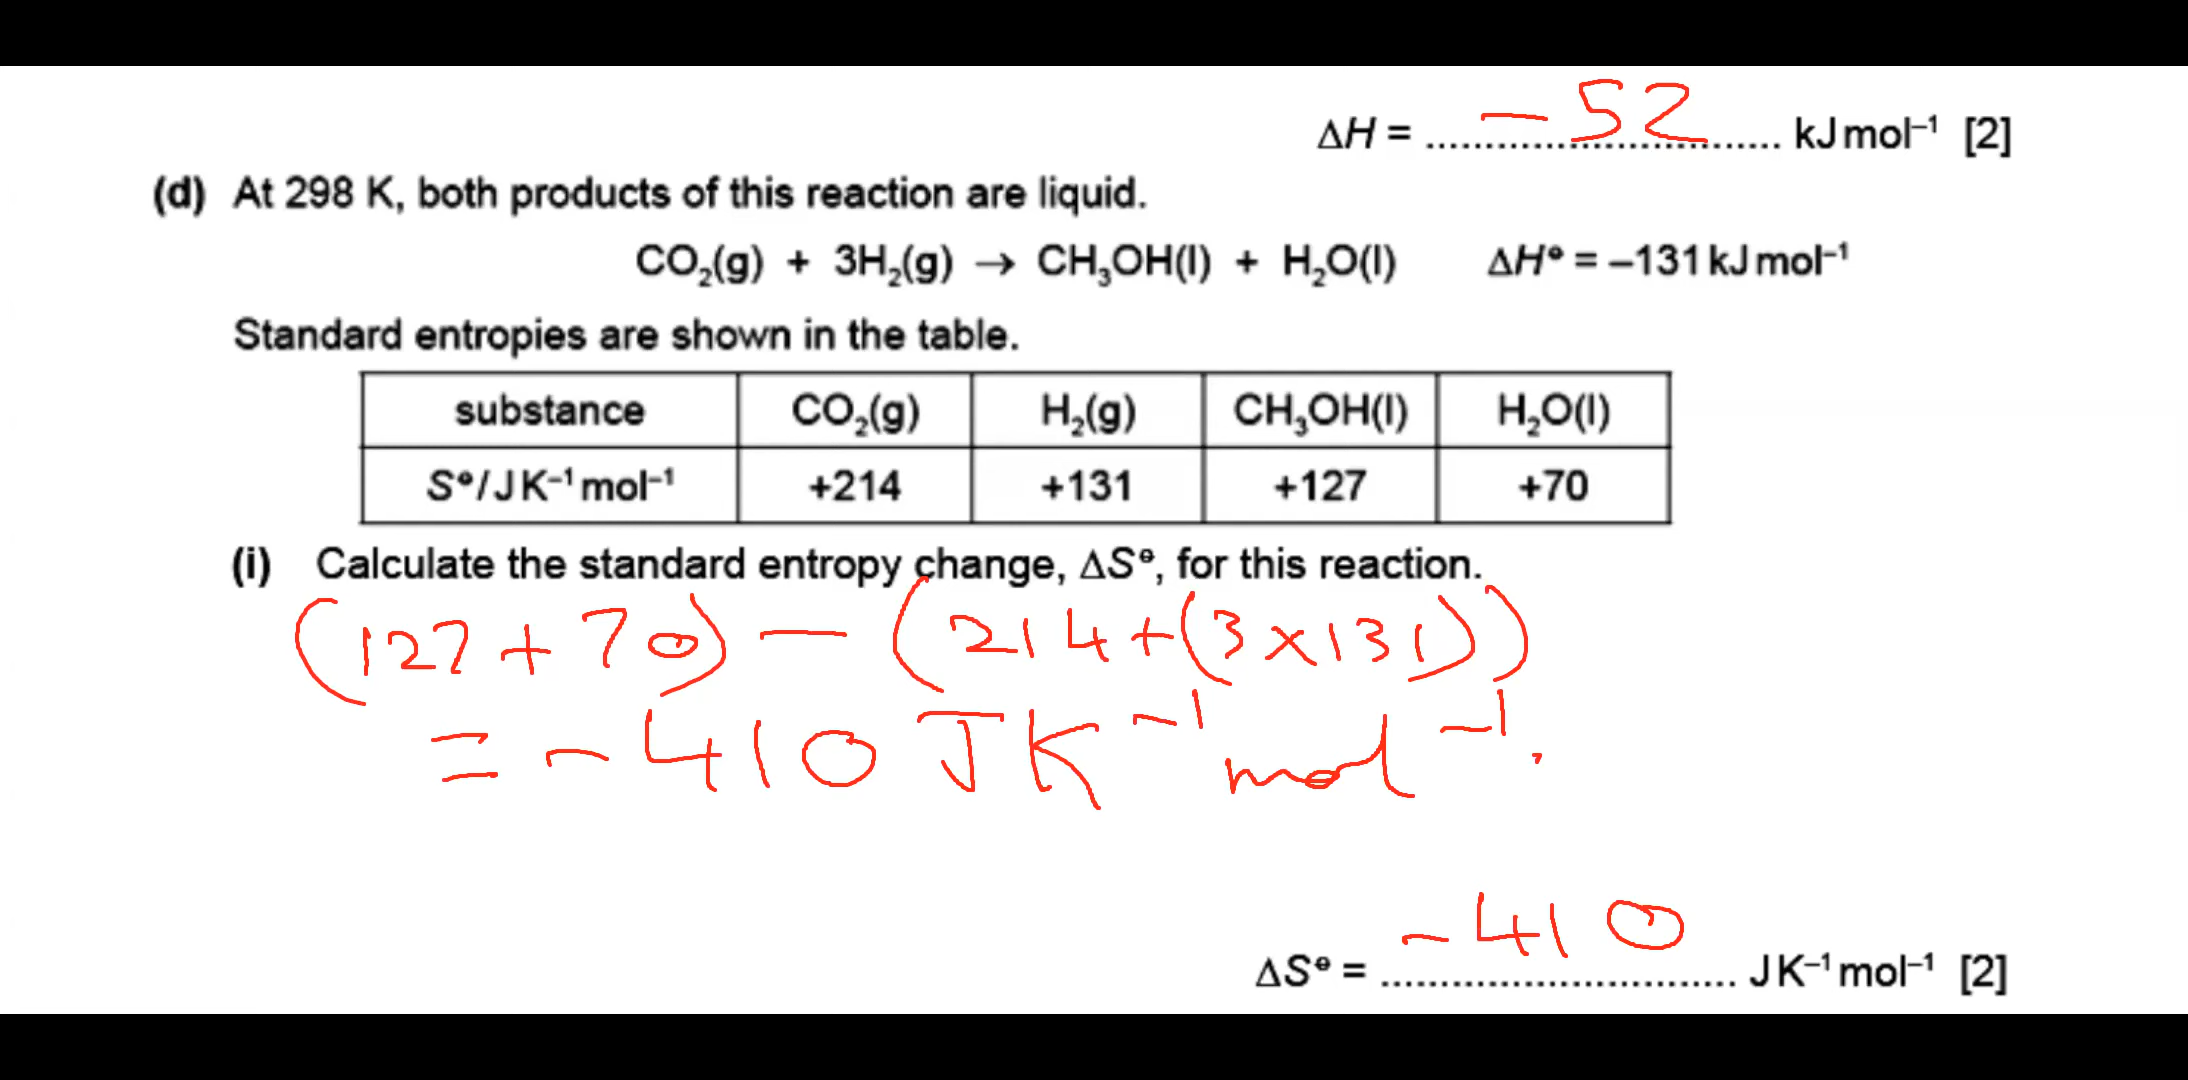 ΔH = .......... −52 .......... kJ mol⁻¹ [2]
(d) At 298 K, both products of this reaction are liquid.
CO₂(g) + 3H₂(g) → CH₃OH(l) + H₂O(l) ΔH⦵ = −131 kJ mol⁻¹
Standard entropies are shown in the table.
substance CO₂(g) H₂(g) CH₃OH(l) H₂O(l)
S⦵/J K⁻¹ mol⁻¹ +214 +131 +127 +70
(i) Calculate the standard entropy change, ΔS⦵, for this reaction.
(127 + 70) − (214 + (3 × 131))
= −410 J K⁻¹ mol⁻¹.
ΔS⦵ = .......... −410 .......... J K⁻¹ mol⁻¹ [2]